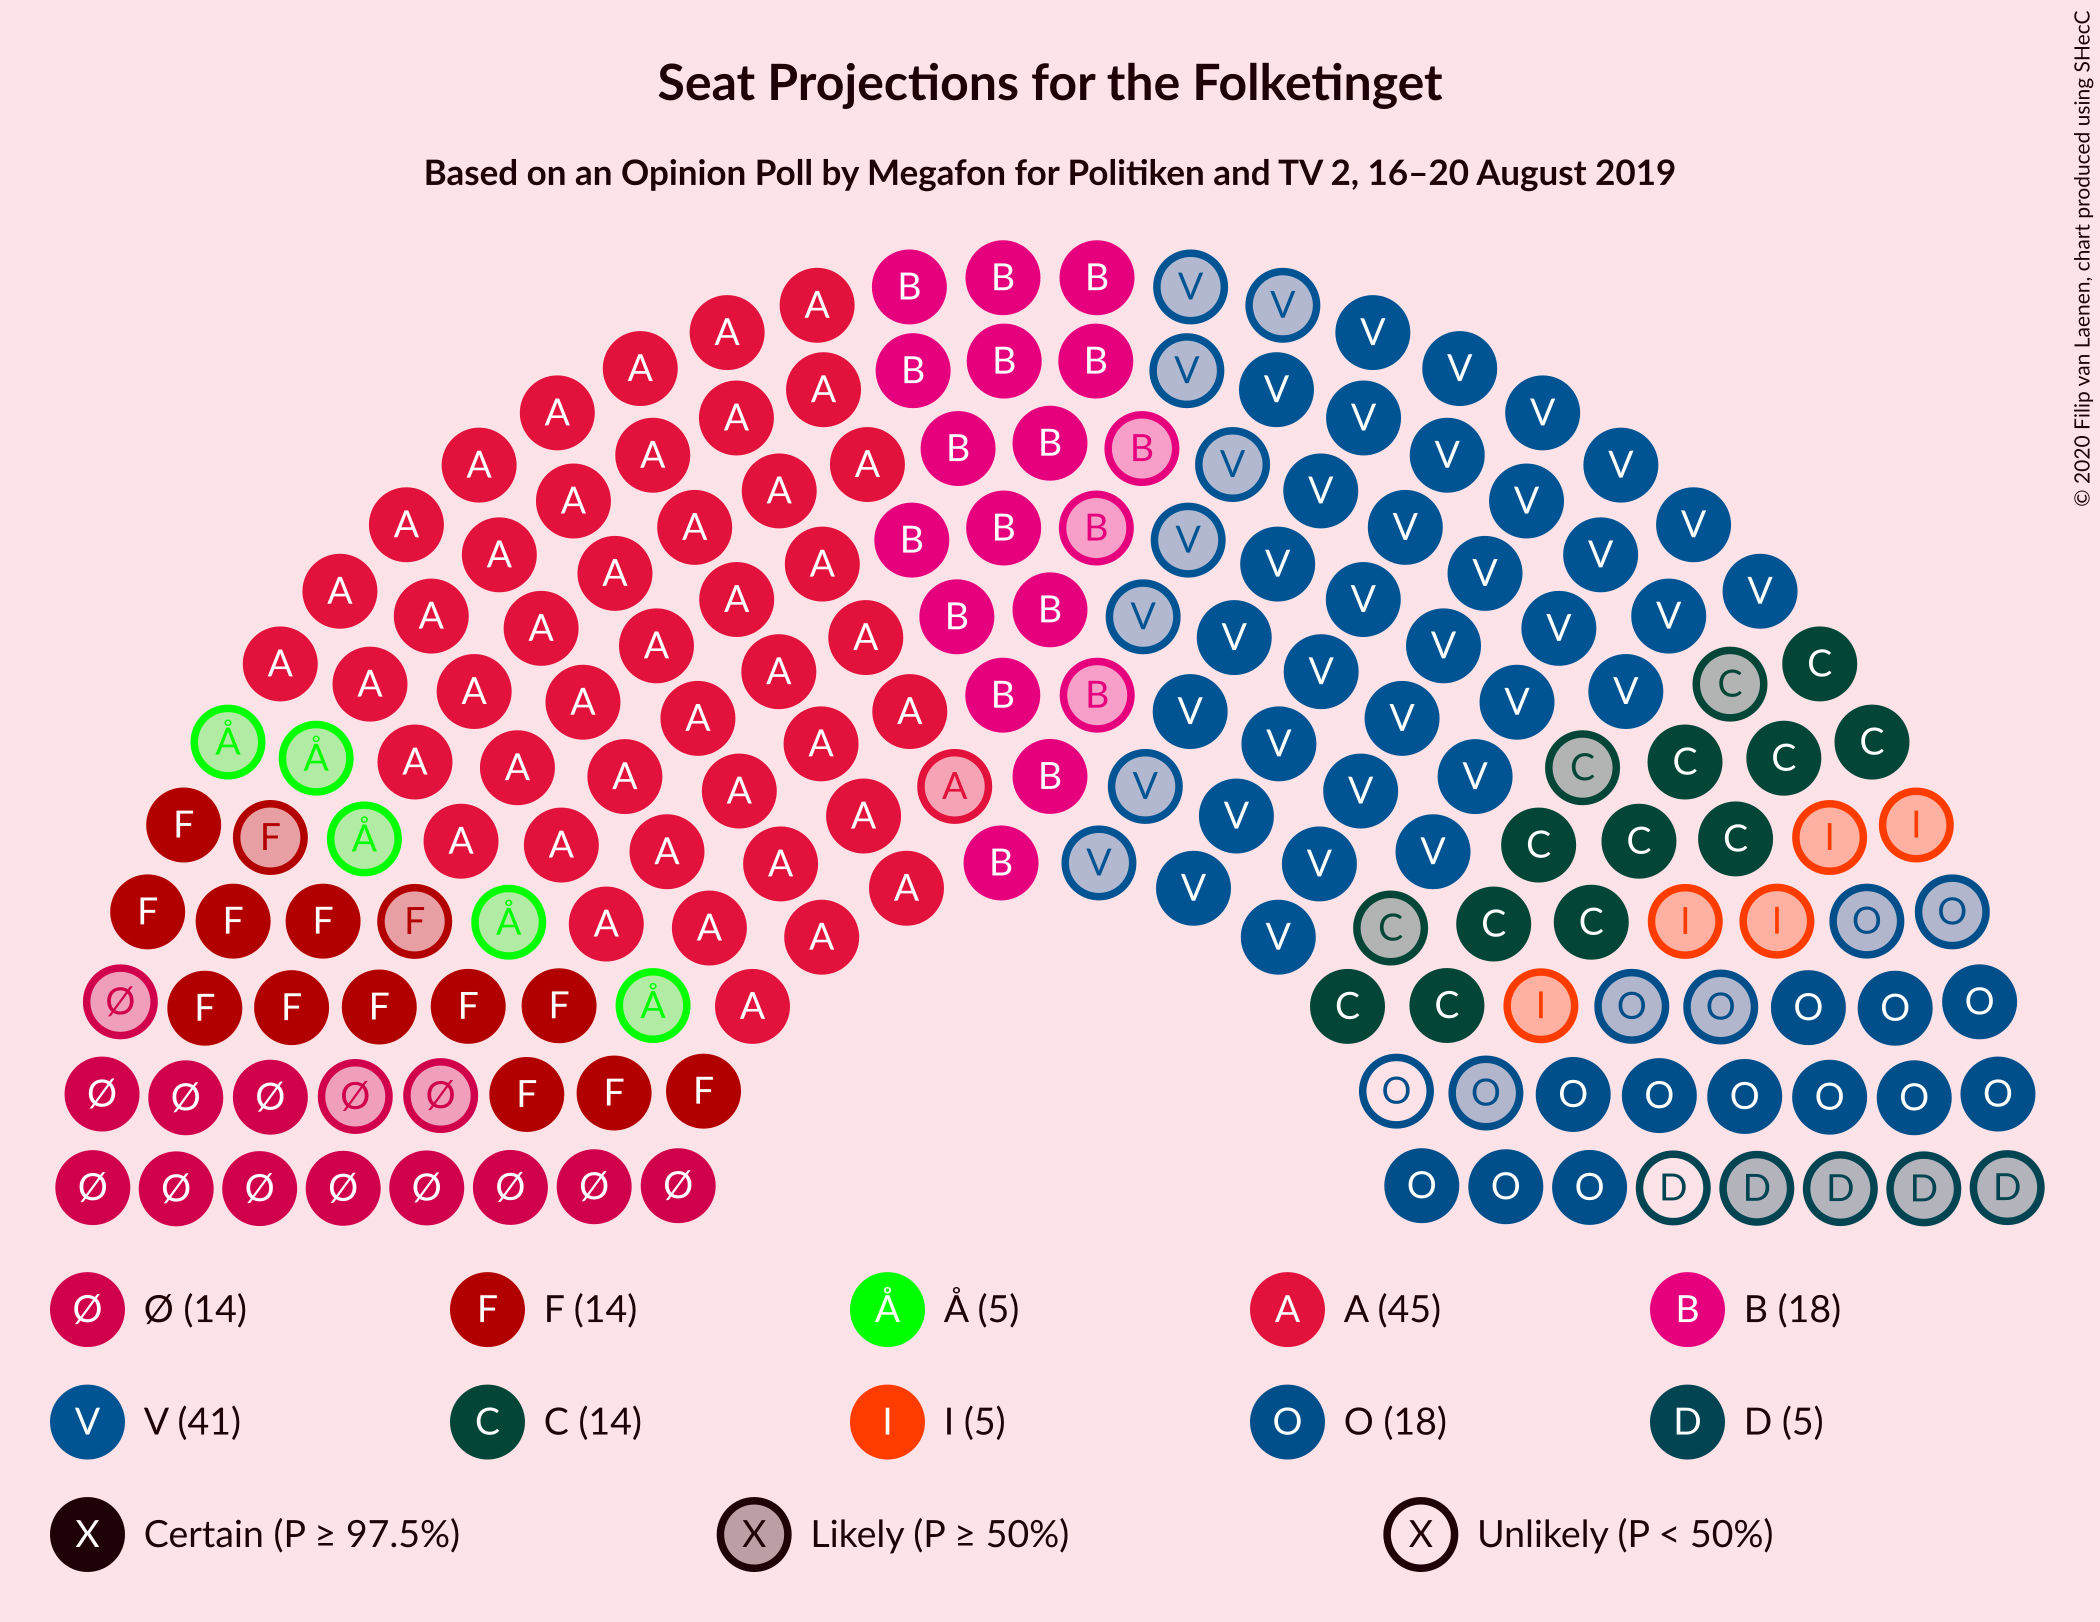 Seat Projections for the Folketinget
Based on an Opinion Poll by Megafon for Politiken and TV 2, 16–20 August 2019
© 2020 Filip van Laenen, chart produced using SHecC
B B B
A V
A V
A V
B B B
A V
A V
A V
A V
B B B
A V
A V
A V
A V
B B B
A V
A V
A V
A V
A V
B B V
A V
A V
A V
A V
A C C
A V
B B V
A V
A V
A V
Å Å A A A A A A B V V V V C C C C
F F Å A A A A A B V V V V C C C I I
F F F F Å A A A V C C C I I O O
Ø F F F F F Å A C C I O O O O O
Ø Ø Ø Ø Ø F F F O O O O O O O O
Ø Ø Ø Ø Ø Ø Ø Ø O O O D D D D D
Ø Ø (14) F F (14) Å Å (5) A A (45) B B (18)
V V (41) C C (14) I I (5) O O (18) D D (5)
X Certain (P ≥ 97.5%) X Likely (P ≥ 50%) X Unlikely (P < 50%)